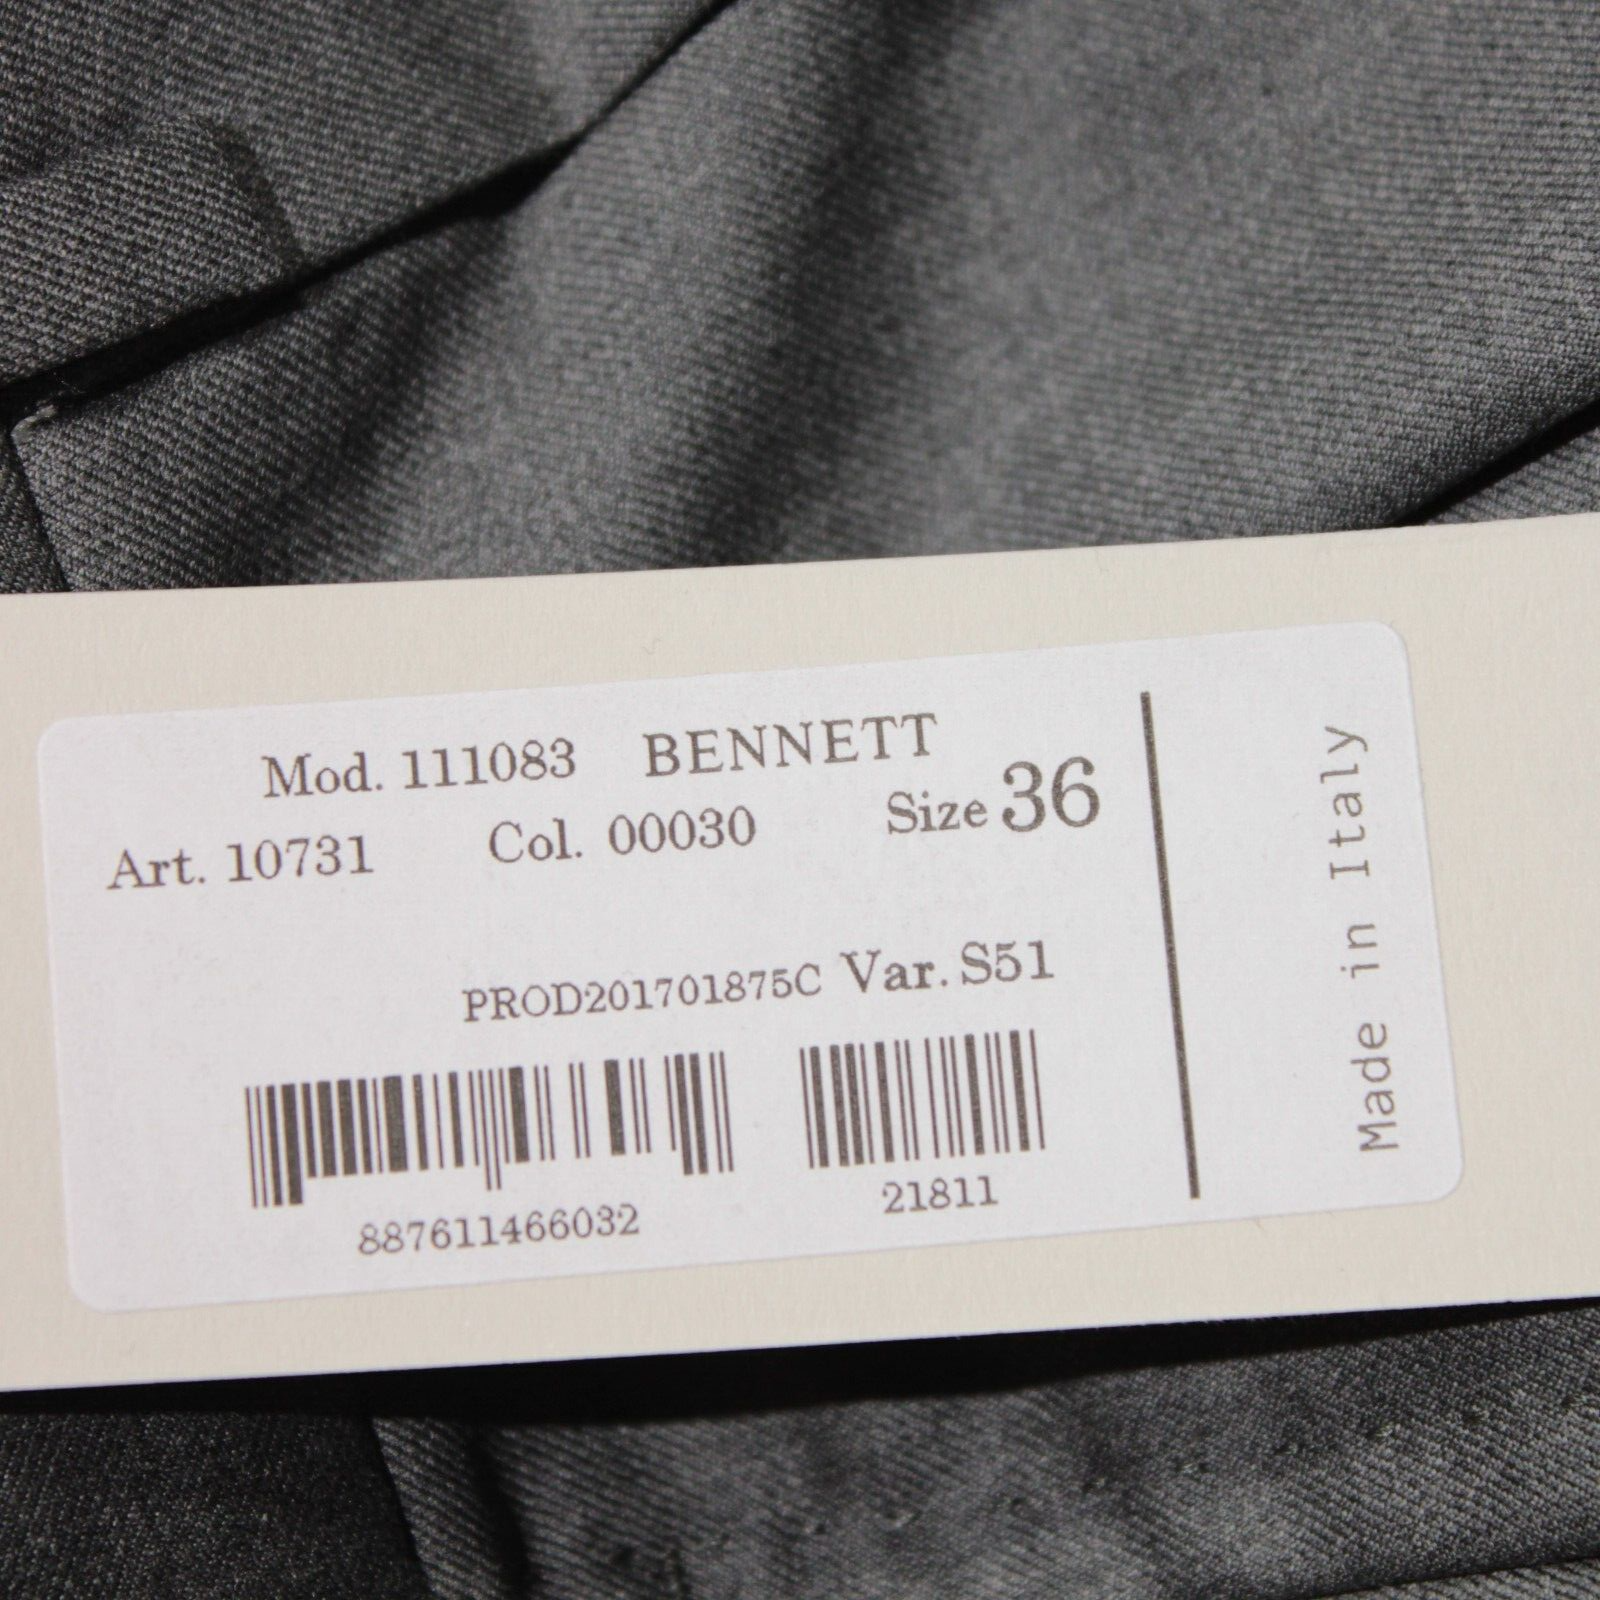 Mod. 111083 BENNETT
Art. 10731 Col. 00030 Size 36
PROD201701875C Var. S51
887611466032 21811
Made in Italy